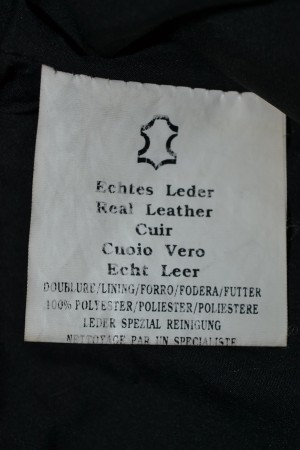 Echtes Leder
Real Leather
Cuir
Cuoio Vero
Echt Leer
DOUBLURE/LINING/FORRO/FODERA/FUTTER
100% POLYESTER/POLIESTER/POLIESTERE
LEDER SPEZIAL REINIGUNG
NETTOYAGE PAR UN SPECIALISTE